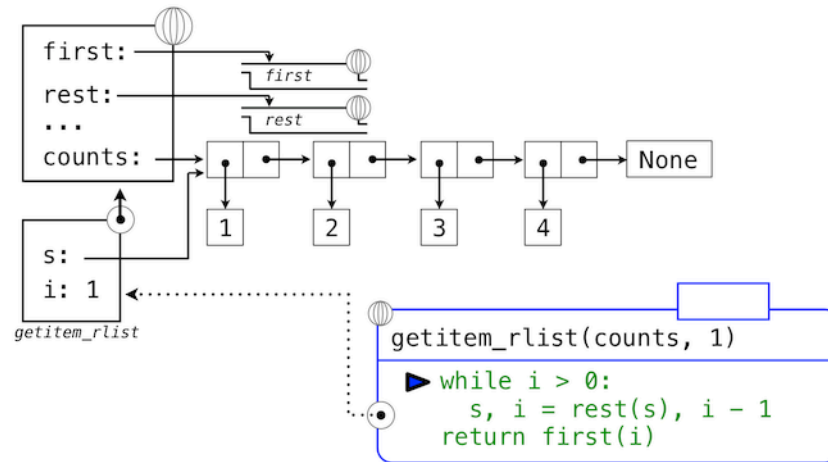 first:
first
rest:
rest
...
counts:
None
1 2 3 4
s:
i: 1
getitem_rlist
getitem_rlist(counts, 1)
while i > 0:
s, i = rest(s), i - 1
return first(i)